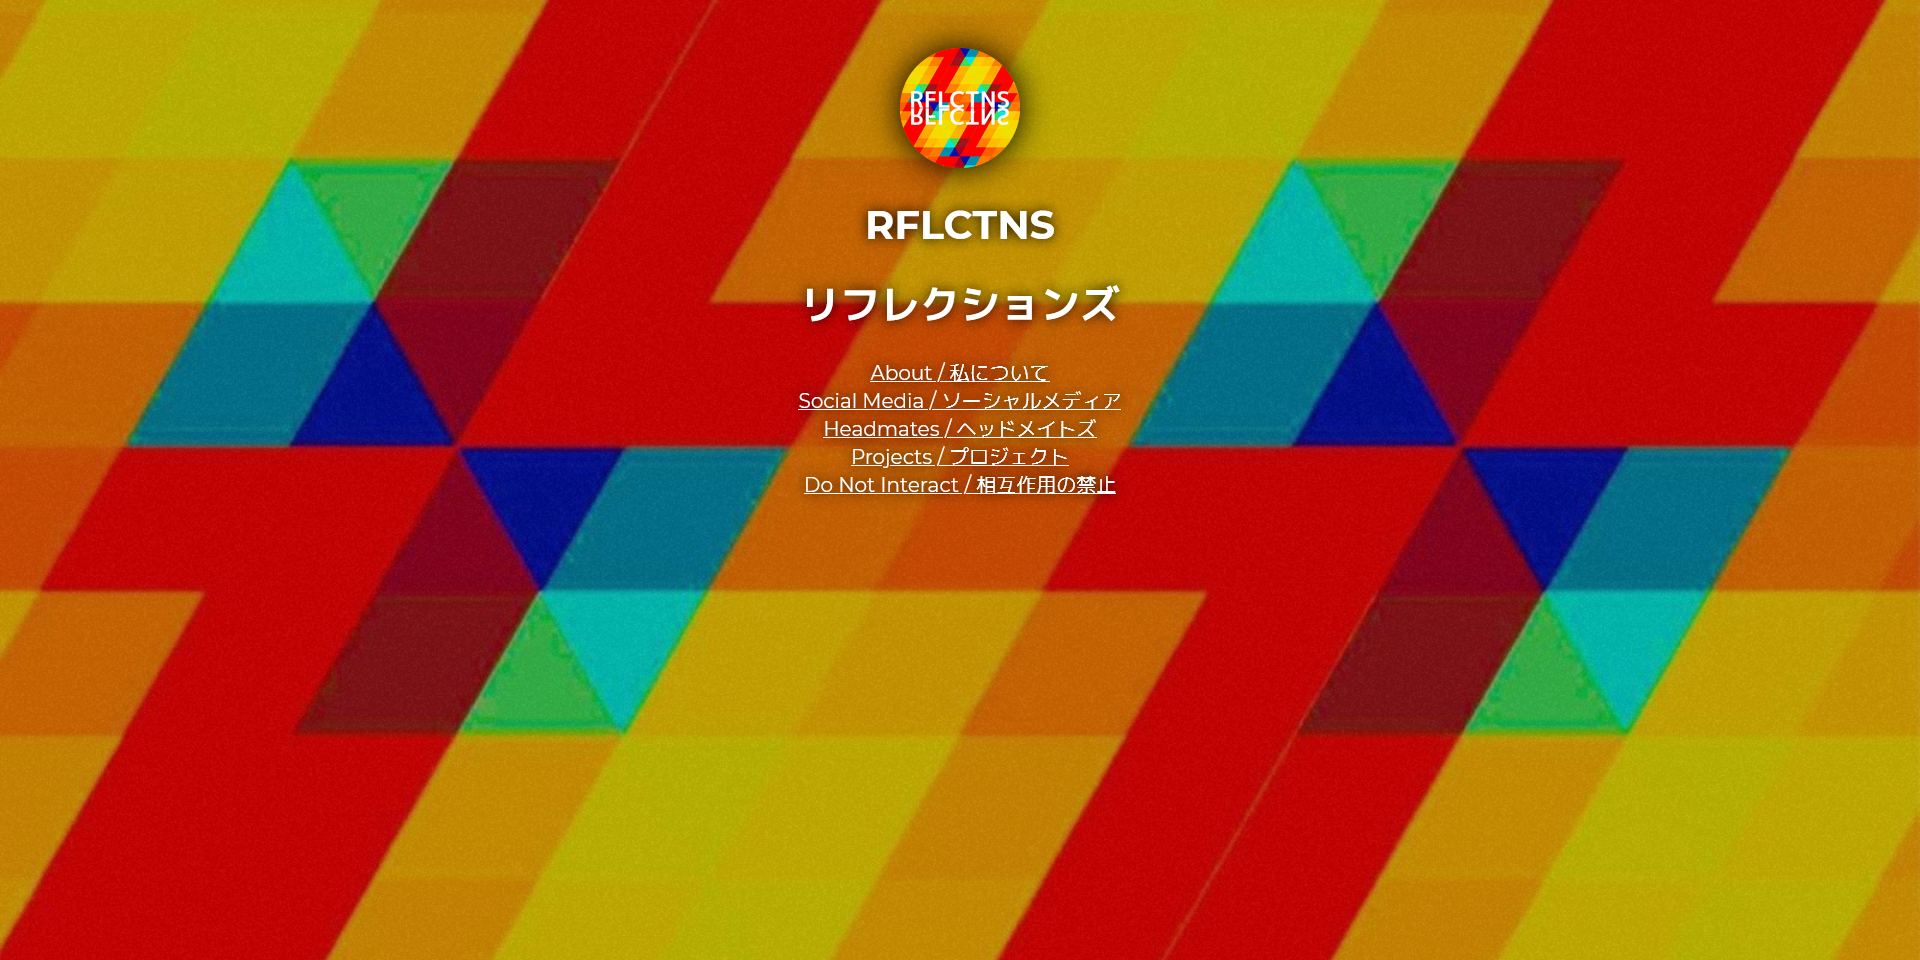 RFLCTNS
RFLCTNS
RFLCTNS
リフレクションズ
About / 私について
Social Media / ソーシャルメディア
Headmates / ヘッドメイトズ
Projects / プロジェクト
Do Not Interact / 相互作用の禁止